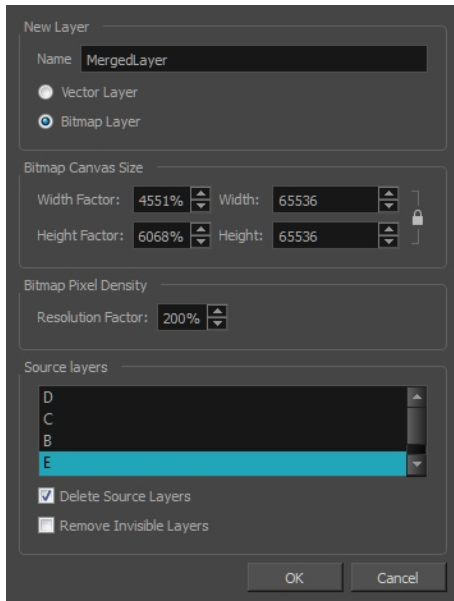 New Layer
Name MergedLayer
Vector Layer
Bitmap Layer
Bitmap Canvas Size
Width Factor: 4551% Width: 65536
Height Factor: 6068% Height: 65536
Bitmap Pixel Density
Resolution Factor: 200%
Source layers
D
C
B
E
Delete Source Layers
Remove Invisible Layers
OK Cancel